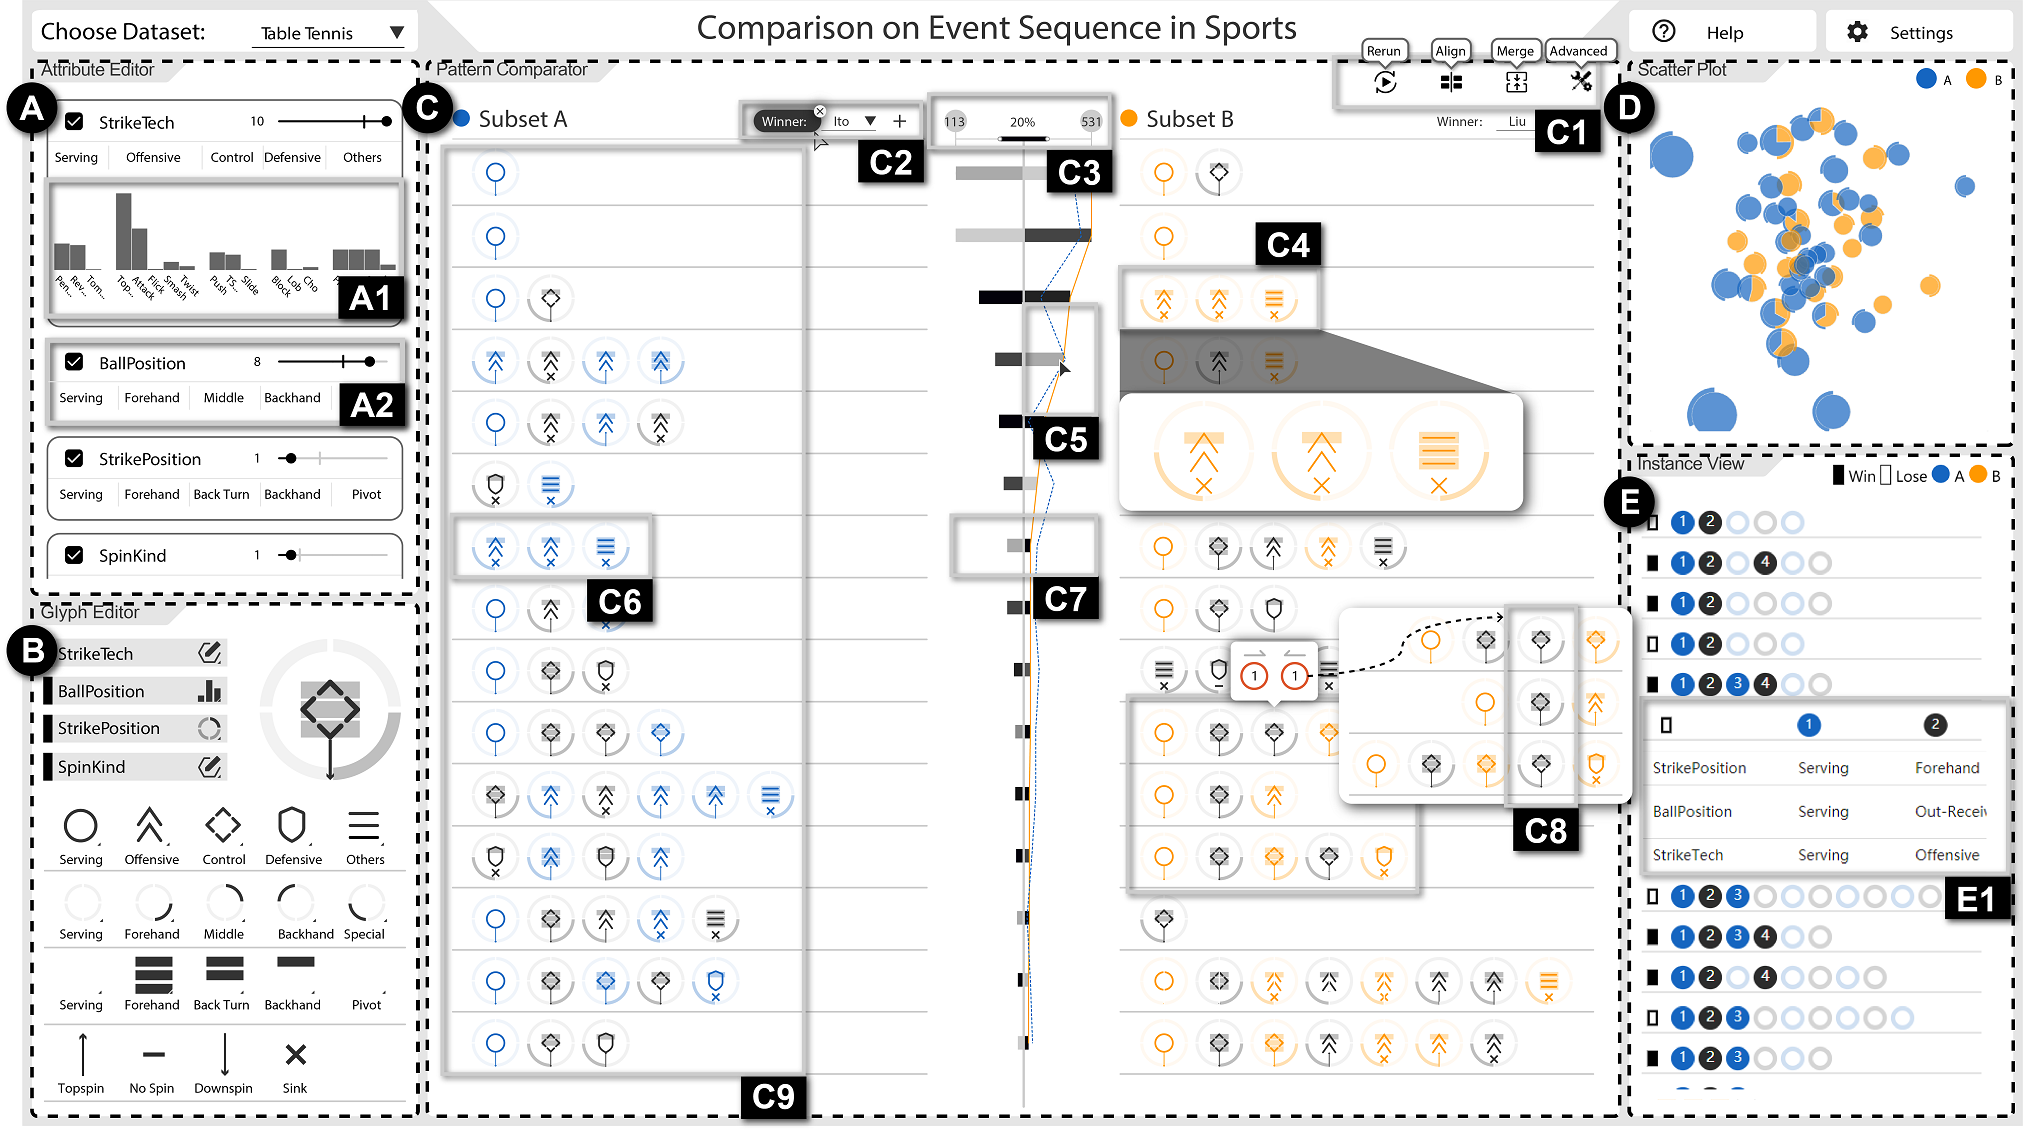 Choose Dataset:
Table Tennis
Comparison on Event Sequence in Sports
Help
Settings
Attribute Editor
A
StrikeTech
10
Serving
Offensive
Control
Defensive
Others
Pen...
Rev...
Tom...
Top...
Attack
Flick
Smash
Twist
Push
TS...
Slide
Block
Lob
Cho
A1
BallPosition
8
Serving
Forehand
Middle
Backhand
A2
StrikePosition
1
Serving
Forehand
Back Turn
Backhand
Pivot
SpinKind
1
Glyph Editor
B
StrikeTech
BallPosition
StrikePosition
SpinKind
Serving
Offensive
Control
Defensive
Others
Serving
Forehand
Middle
Backhand
Special
Serving
Forehand
Back Turn
Backhand
Pivot
Topspin
No Spin
Downspin
Sink
Pattern Comparator
Rerun
Align
Merge
Advanced
C
Subset A
Winner:
Ito
C2
113
20%
531
C3
Subset B
Winner:
Liu
C1
C4
C5
C6
C7
1
1
C8
C9
Scatter Plot
A
B
D
Instance View
Win
Lose
A
B
E
1 2
1 2 4
1 2
1 2
1 2 3 4
1
2
StrikePosition
Serving
Forehand
BallPosition
Serving
Out-Receiv
StrikeTech
Serving
Offensive
E1
1 2 3
1 2 3 4
1 2 4
1 2 3
1 2 3